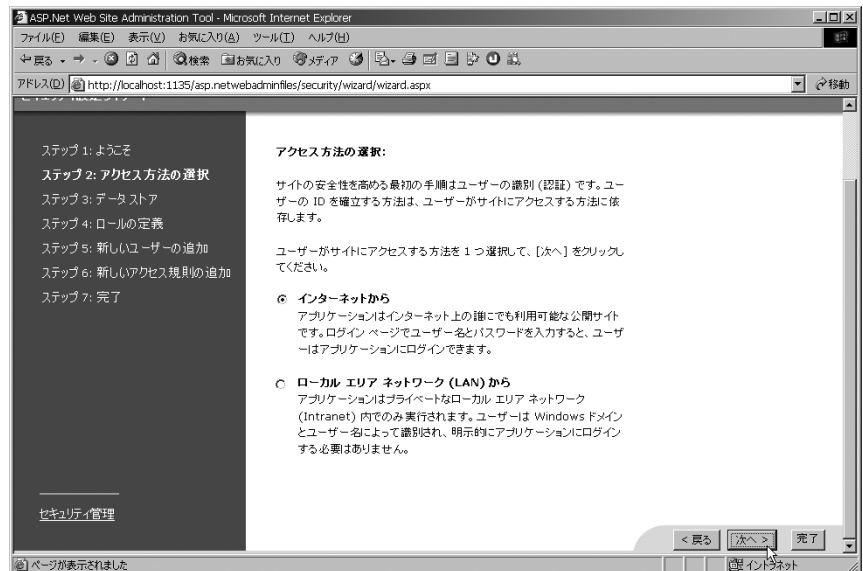 ASP.Net Web Site Administration Tool - Microsoft Internet Explorer
ファイル(F) 編集(E) 表示(V) お気に入り(A) ツール(T) ヘルプ(H)
戻る 検索 お気に入り メディア
アドレス(D) http://localhost:1135/asp.netwebadminfiles/security/wizard/wizard.aspx 移動
ステップ 1: ようこそ
ステップ 2: アクセス方法の選択
ステップ 3: データ ストア
ステップ 4: ロールの定義
ステップ 5: 新しいユーザーの追加
ステップ 6: 新しいアクセス規則の追加
ステップ 7: 完了
セキュリティ管理
アクセス方法の選択:
サイトの安全性を高める最初の手順はユーザーの識別 (認証) です。ユー
ザーの ID を確立する方法は、ユーザーがサイトにアクセスする方法に依
存します。
ユーザーがサイトにアクセスする方法を 1 つ選択して、[次へ] をクリックし
てください。
インターネットから
アプリケーションはインターネット上の誰にでも利用可能な公開サイト
です。ログイン ページでユーザー名とパスワードを入力すると、ユーザ
ーはアプリケーションにログインできます。
ローカル エリア ネットワーク (LAN) から
アプリケーションはプライベートなローカル エリア ネットワーク
(Intranet) 内でのみ実行されます。ユーザーは Windows ドメイン
とユーザー名によって識別され、明示的にアプリケーションにログイン
する必要はありません。
< 戻る 次へ > 完了
ページが表示されました イントラネット